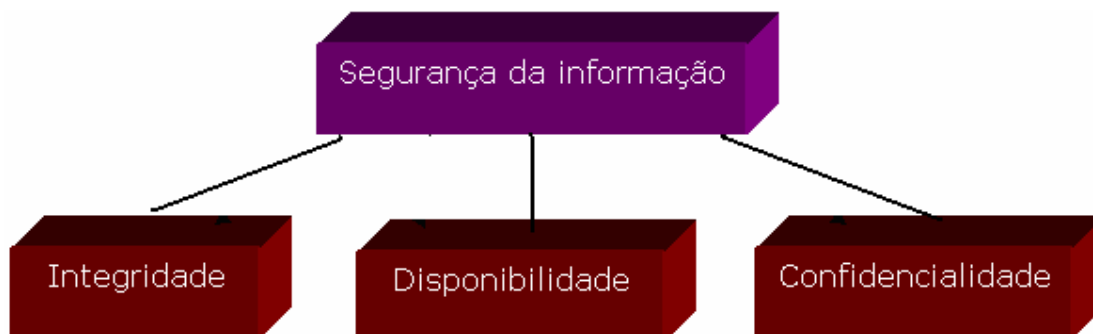 Segurança da informação
Integridade
Disponibilidade
Confidencialidade